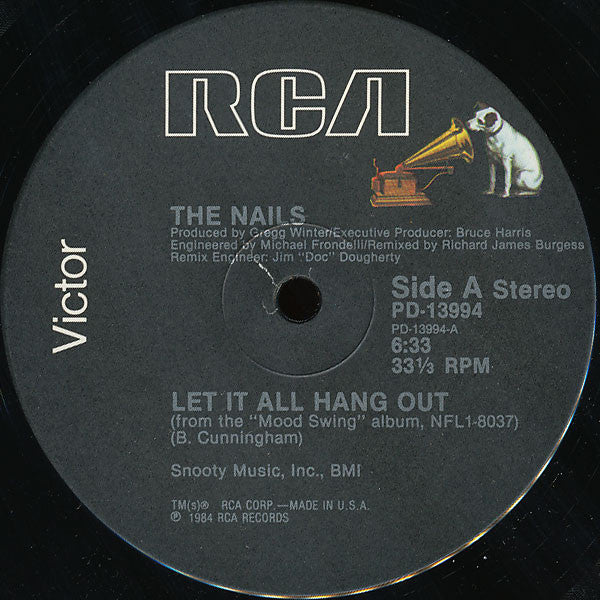 RCA
Victor
THE NAILS
Produced by Gregg Winter/Executive Producer: Bruce Harris
Engineered by Michael Frondelli/Remixed by Richard James Burgess
Remix Engineer: Jim "Doc" Dougherty
Side A Stereo
PD-13994
PD-13994-A
6:33
33⅓ RPM
LET IT ALL HANG OUT
(from the "Mood Swing" album, NFL1-8037)
(B. Cunningham)
Snooty Music, Inc., BMI
TM(s)® RCA CORP.—MADE IN U.S.A.
℗ 1984 RCA RECORDS